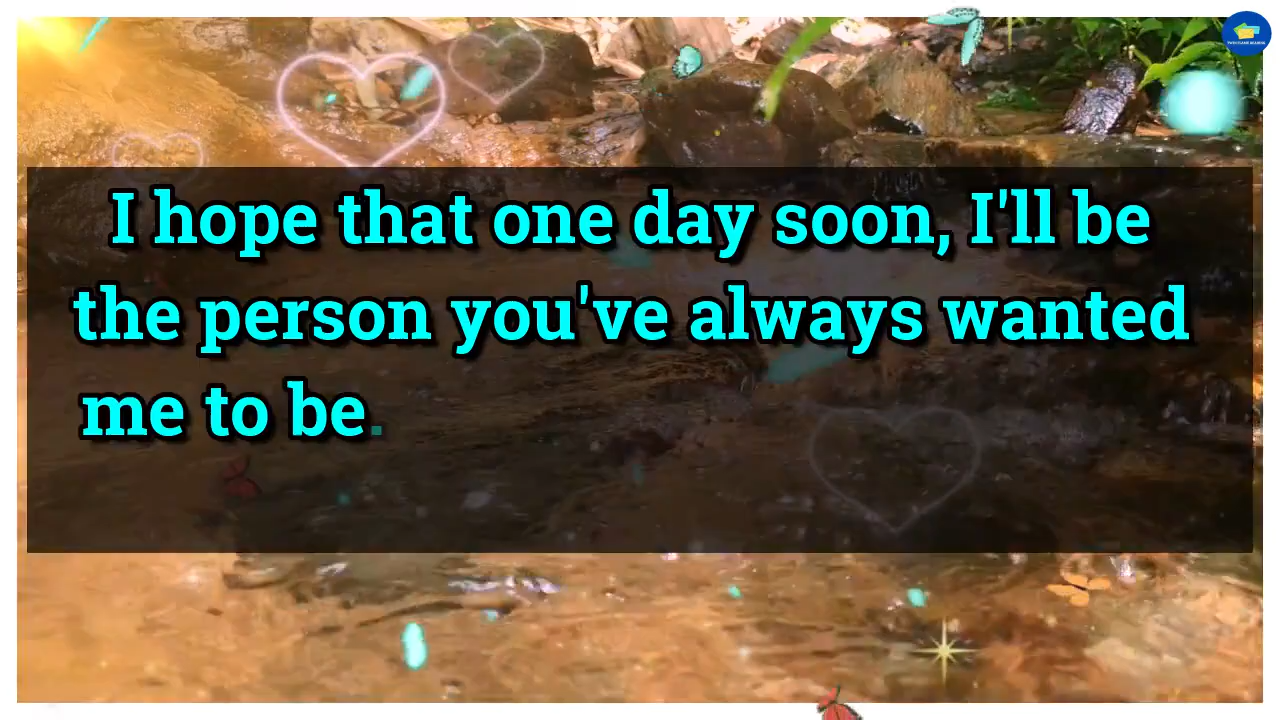 I hope that one day soon, I'll be
the person you've always wanted
me to be.